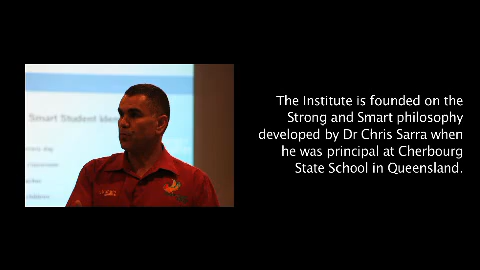 Smart Student Iden
The Institute is founded on the
Strong and Smart philosophy
developed by Dr Chris Sarra when
he was principal at Cherbourg
State School in Queensland.